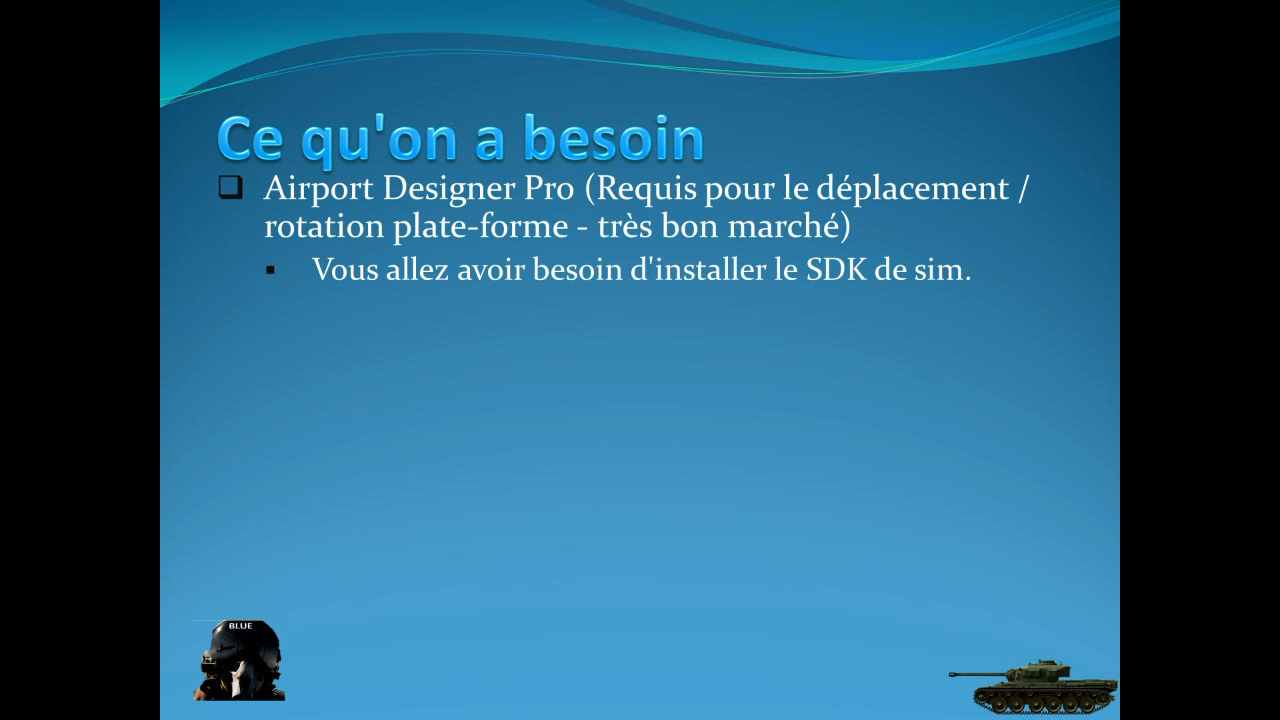 Ce qu'on a besoin
Airport Designer Pro (Requis pour le déplacement /
rotation plate-forme - très bon marché)
Vous allez avoir besoin d'installer le SDK de sim.
BLUE